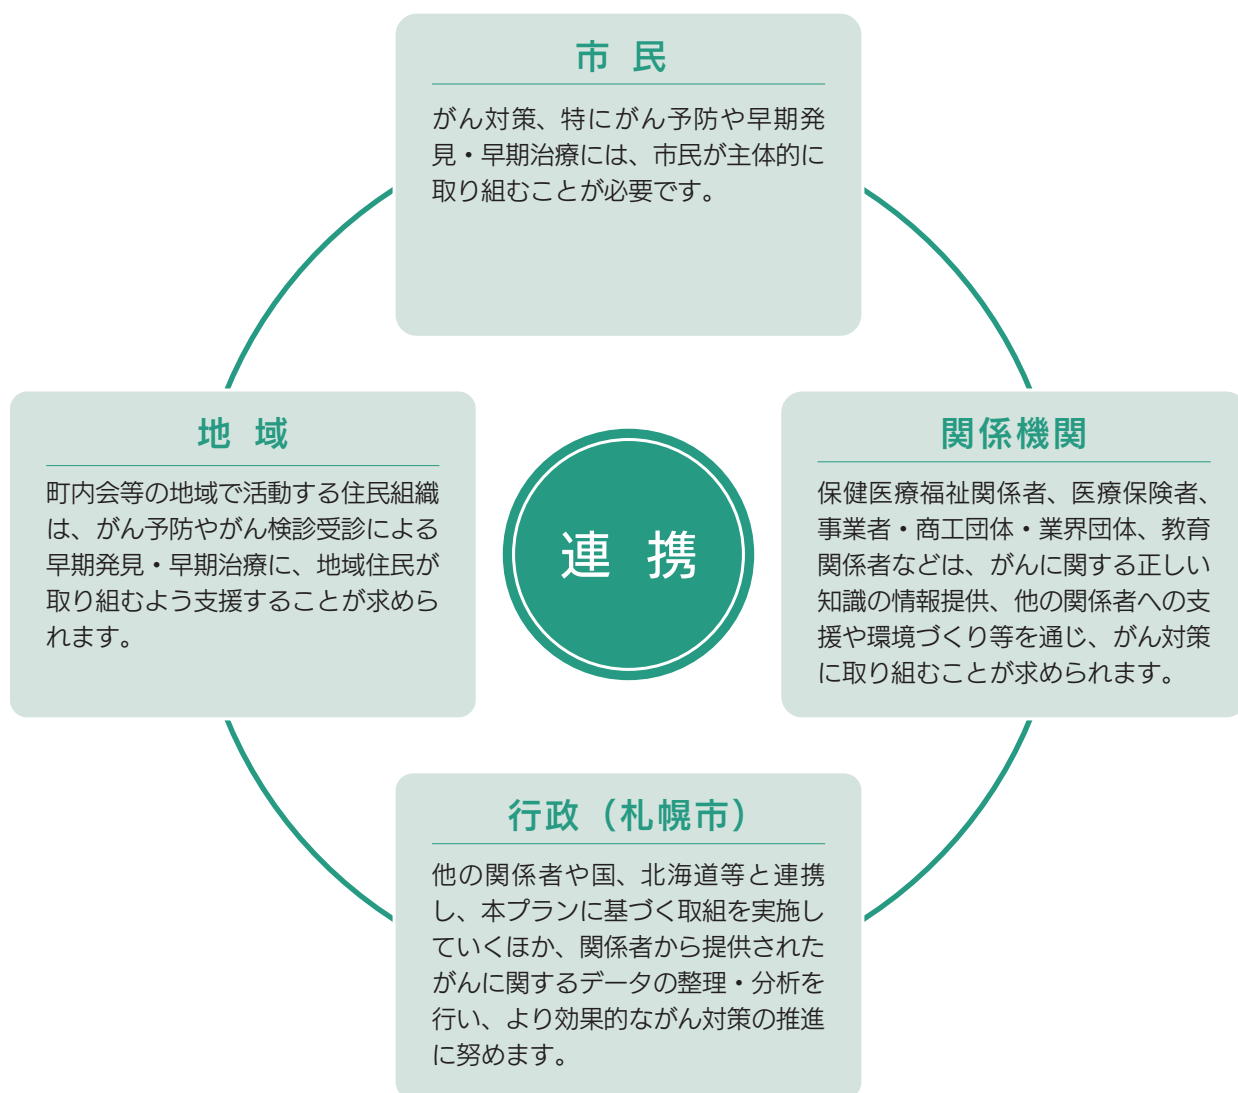 市 民
がん対策、特にがん予防や早期発
見・早期治療には、市民が主体的に
取り組むことが必要です。
地 域
町内会等の地域で活動する住民組織
は、がん予防やがん検診受診による
早期発見・早期治療に、地域住民が
取り組むよう支援することが求めら
れます。
連 携
関係機関
保健医療福祉関係者、医療保険者、
事業者・商工団体・業界団体、教育
関係者などは、がんに関する正しい
知識の情報提供、他の関係者への支
援や環境づくり等を通じ、がん対策
に取り組むことが求められます。
行政（札幌市）
他の関係者や国、北海道等と連携
し、本プランに基づく取組を実施し
ていくほか、関係者から提供された
がんに関するデータの整理・分析を
行い、より効果的ながん対策の推進
に努めます。